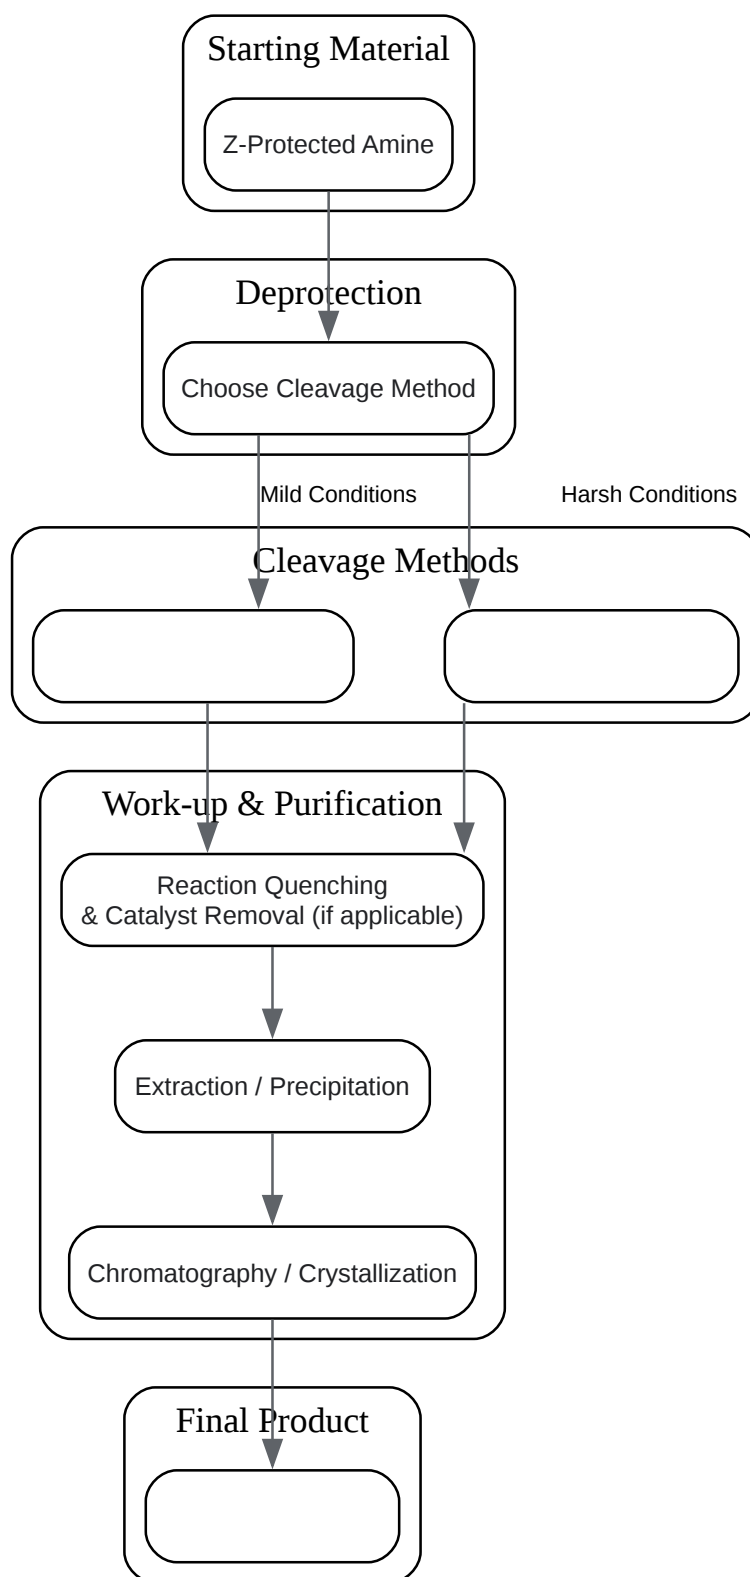 Starting Material
Z-Protected Amine
Deprotection
Choose Cleavage Method
Mild Conditions
Harsh Conditions
Cleavage Methods
Work-up & Purification
Reaction Quenching
& Catalyst Removal (if applicable)
Extraction / Precipitation
Chromatography / Crystallization
Final Product